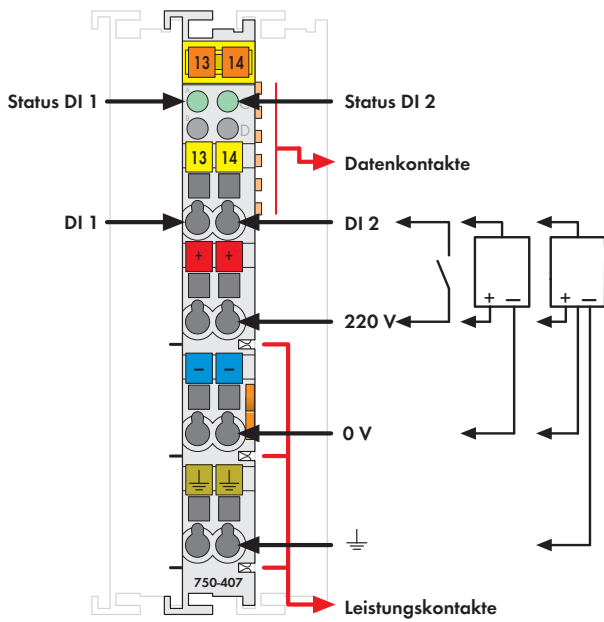 13 14
Status DI 1
A C
Status DI 2
B D
13 14
Datenkontakte
DI 1
DI 2
+ +
+ − + −
220 V
− −
0 V
750-407
Leistungskontakte